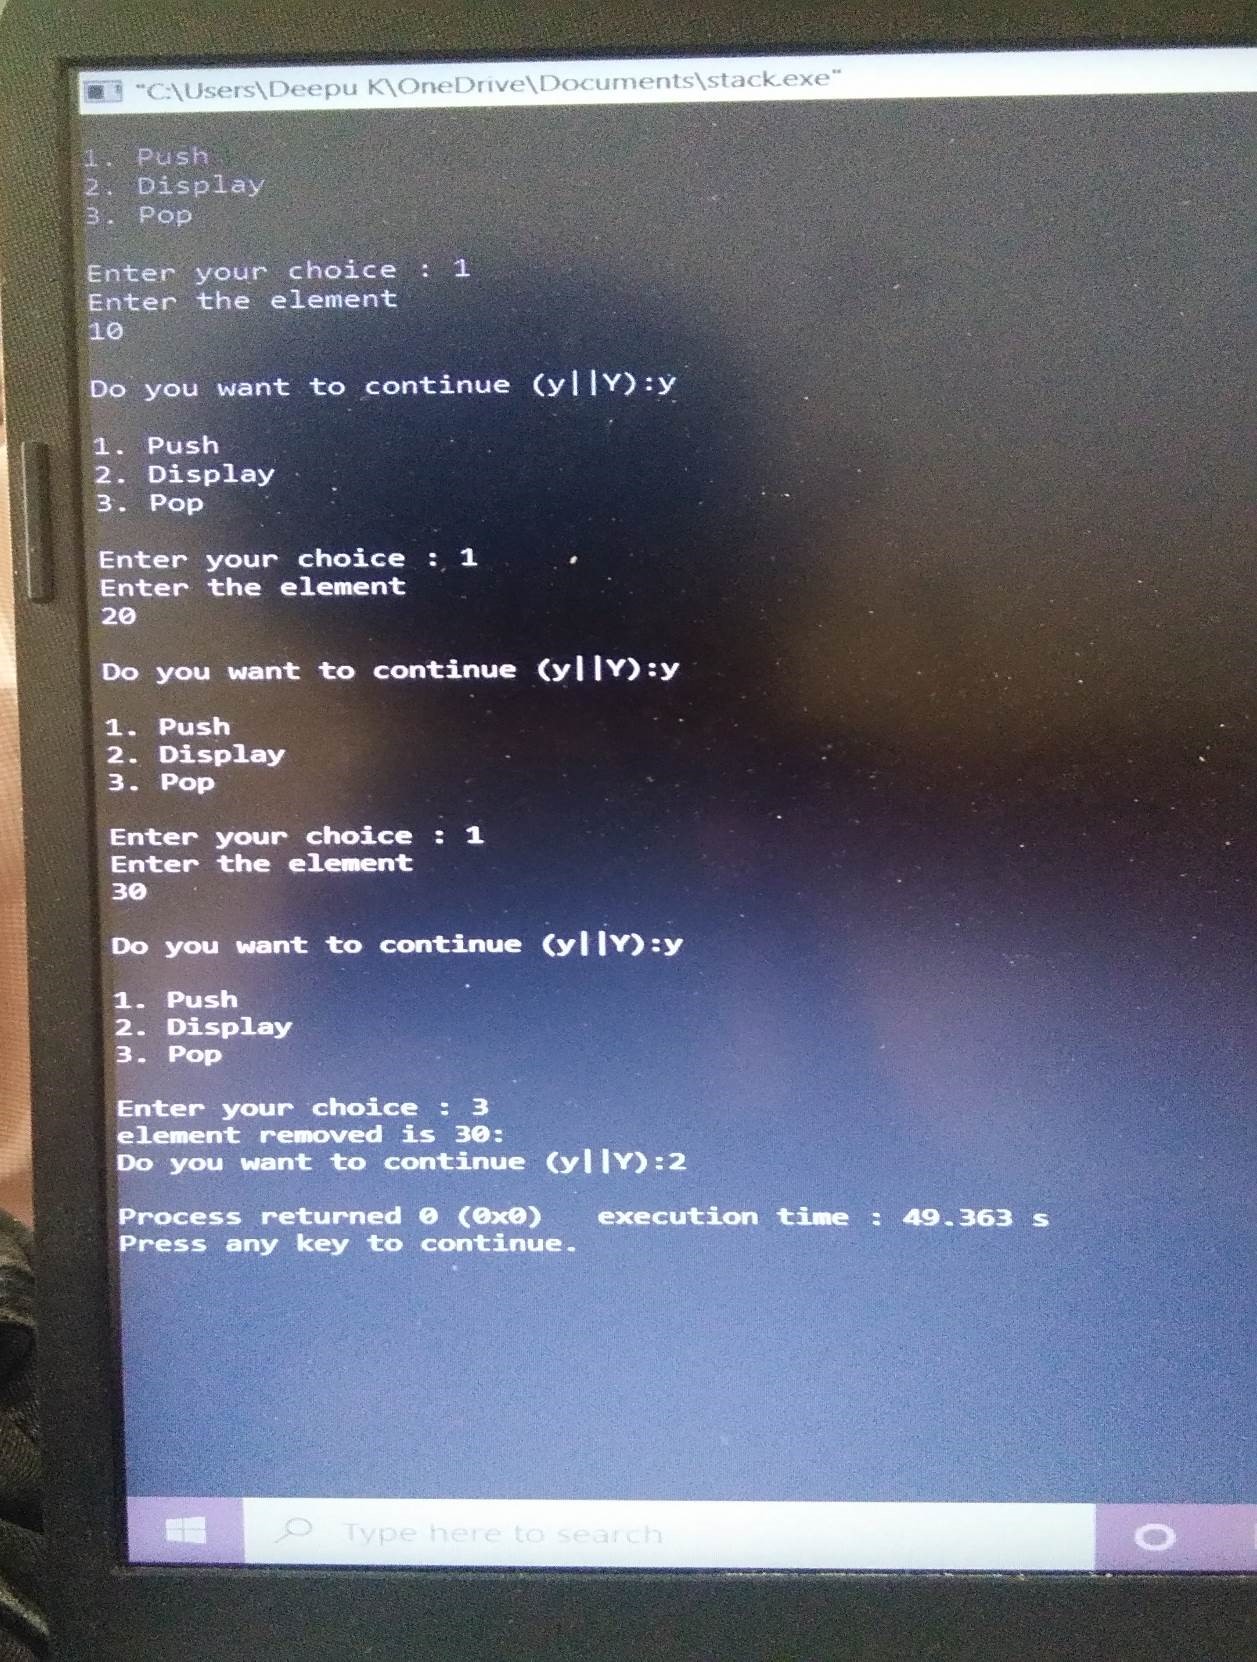 "C:\Users\Deepu K\OneDrive\Documents\stack.exe"
1. Push
2. Display
3. Pop
Enter your choice : 1
Enter the element
10
Do you want to continue (y||Y):y
1. Push
2. Display
3. Pop
Enter your choice : 1
Enter the element
20
Do you want to continue (y||Y):y
1. Push
2. Display
3. Pop
Enter your choice : 1
Enter the element
30
Do you want to continue (y||Y):y
1. Push
2. Display
3. Pop
Enter your choice : 3
element removed is 30:
Do you want to continue (y||Y):2
Process returned 0 (0x0)   execution time : 49.363 s
Press any key to continue.
Type here to search